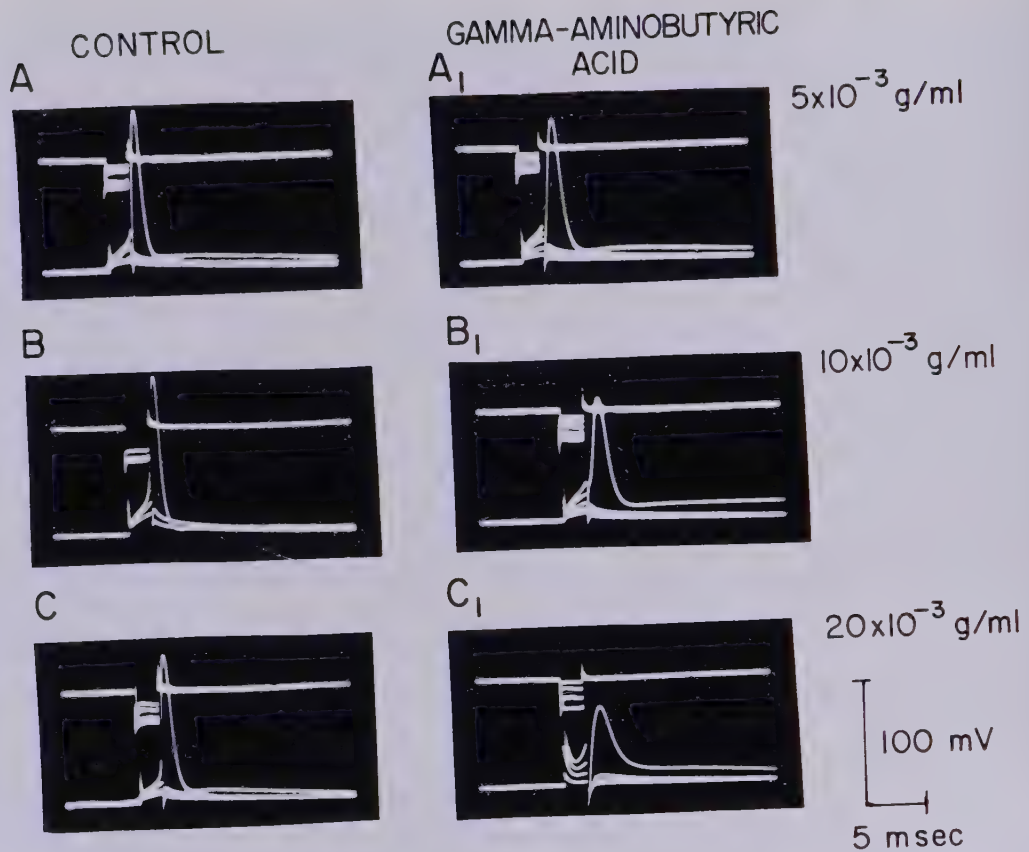 CONTROL
GAMMA-AMINOBUTYRIC
ACID
A
A1
5x10-3 g/ml
B
B1
10x10-3 g/ml
C
C1
20x10-3 g/ml
100 mV
5 msec